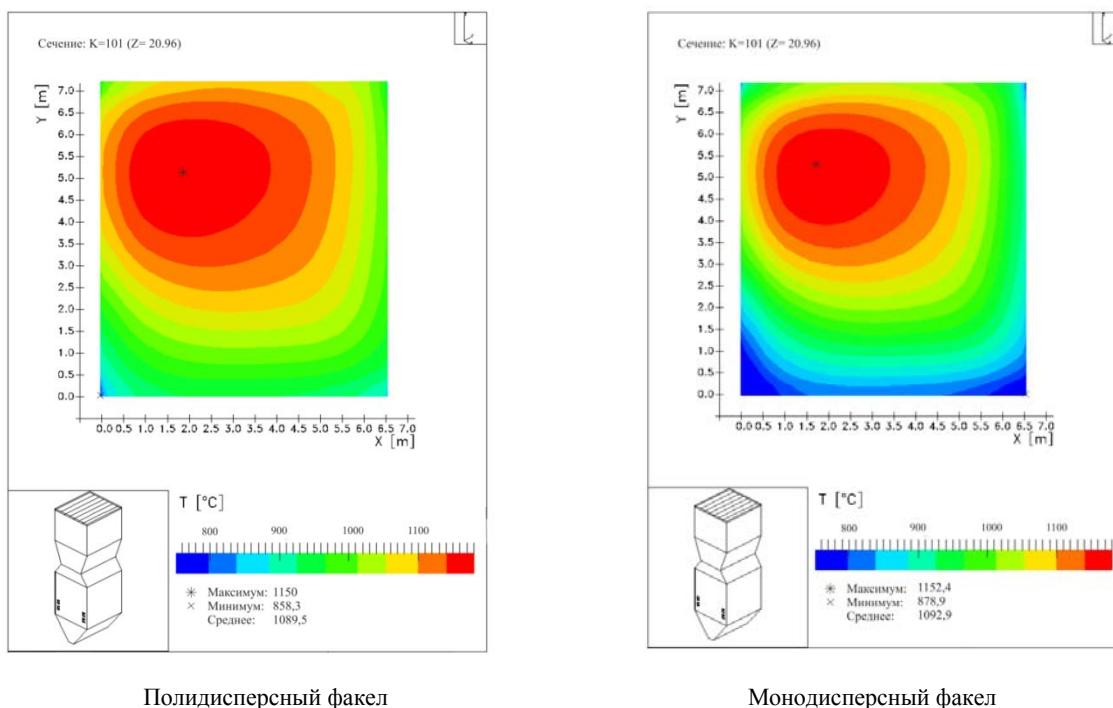 Сечение: K=101 (Z= 20.96)
Y [m]
7.0
6.0
5.5
5.0
4.5
4.0
3.5
3.0
2.5
2.0
1.5
1.0
0.5
0.0
0.0 0.5 1.0 1.5 2.0 2.5 3.0 3.5 4.0 4.5 5.0 5.5 6.0 6.5 7.0
X [m]
T [°C]
800 900 1000 1100
Максимум: 1150
Минимум: 858,3
Среднее: 1089,5
Полидисперсный факел
Сечение: K=101 (Z= 20.96)
Y [m]
7.0
6.0
5.5
5.0
4.5
4.0
3.5
3.0
2.5
2.0
1.5
1.0
0.5
0.0
0.0 0.5 1.0 1.5 2.0 2.5 3.0 3.5 4.0 4.5 5.0 5.5 6.0 6.5 7.0
X [m]
T [°C]
800 900 1000 1100
Максимум: 1152,4
Минимум: 878,9
Среднее: 1092,9
Монодисперсный факел